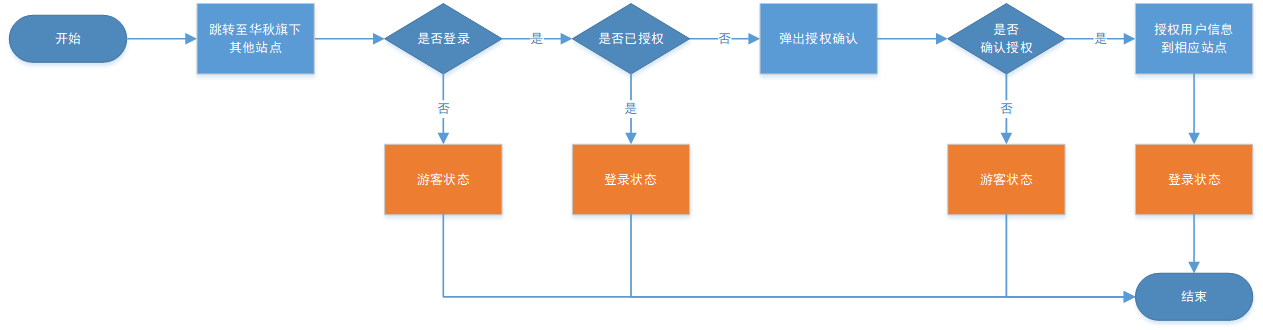 开始
跳转至华秋旗下
其他站点
是否登录
是
是否已授权
否
弹出授权确认
是否
确认授权
是
授权用户信息
到相应站点
否
是
否
游客状态
登录状态
游客状态
登录状态
结束